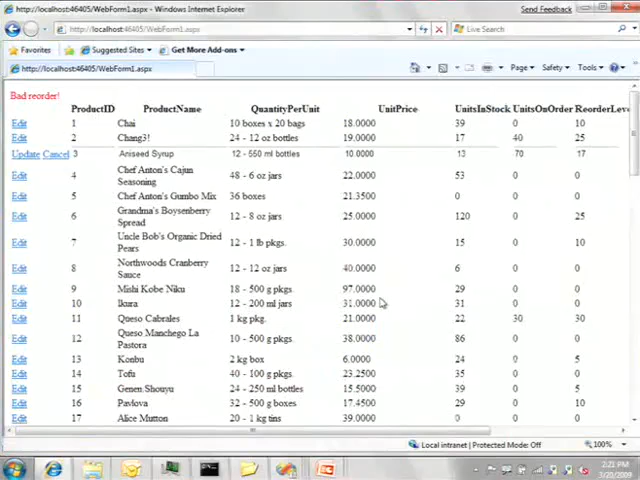 http://localhost:46405/WebForm1.aspx - Windows Internet Explorer
Send Feedback
http://localhost:46405/WebForm1.aspx
Live Search
Favorites Suggested Sites Get More Add-ons
http://localhost:46405/WebForm1.aspx
Page Safety Tools
Bad reorder!
ProductID ProductName QuantityPerUnit UnitPrice UnitsInStock UnitsOnOrder ReorderLeve
Edit 1 Chai 10 boxes x 20 bags 18.0000 39 0 10
Edit 2 Chang3! 24 - 12 oz bottles 19.0000 17 40 25
Update Cancel 3 Aniseed Syrup 12 - 550 ml bottles 10.0000 13 70 17
Edit 4 Chef Anton's Cajun 48 - 6 oz jars 22.0000 53 0 0
Seasoning
Edit 5 Chef Anton's Gumbo Mix 36 boxes 21.3500 0 0 0
Edit 6 Grandma's Boysenberry 12 - 8 oz jars 25.0000 120 0 25
Spread
Edit 7 Uncle Bob's Organic Dried 12 - 1 lb pkgs. 30.0000 15 0 10
Pears
Edit 8 Northwoods Cranberry 12 - 12 oz jars 40.0000 6 0 0
Sauce
Edit 9 Mishi Kobe Niku 18 - 500 g pkgs. 97.0000 29 0 0
Edit 10 Ikura 12 - 200 ml jars 31.0000 31 0 0
Edit 11 Queso Cabrales 1 kg pkg. 21.0000 22 30 30
Edit 12 Queso Manchego La 10 - 500 g pkgs. 38.0000 86 0 0
Pastora
Edit 13 Konbu 2 kg box 6.0000 24 0 5
Edit 14 Tofu 40 - 100 g pkgs. 23.2500 35 0 0
Edit 15 Genen Shouyu 24 - 250 ml bottles 15.5000 39 0 5
Edit 16 Pavlova 32 - 500 g boxes 17.4500 29 0 10
Edit 17 Alice Mutton 20 - 1 kg tins 39.0000 0 0 0
Local intranet | Protected Mode: Off
100%
2:21 PM
3/20/2009